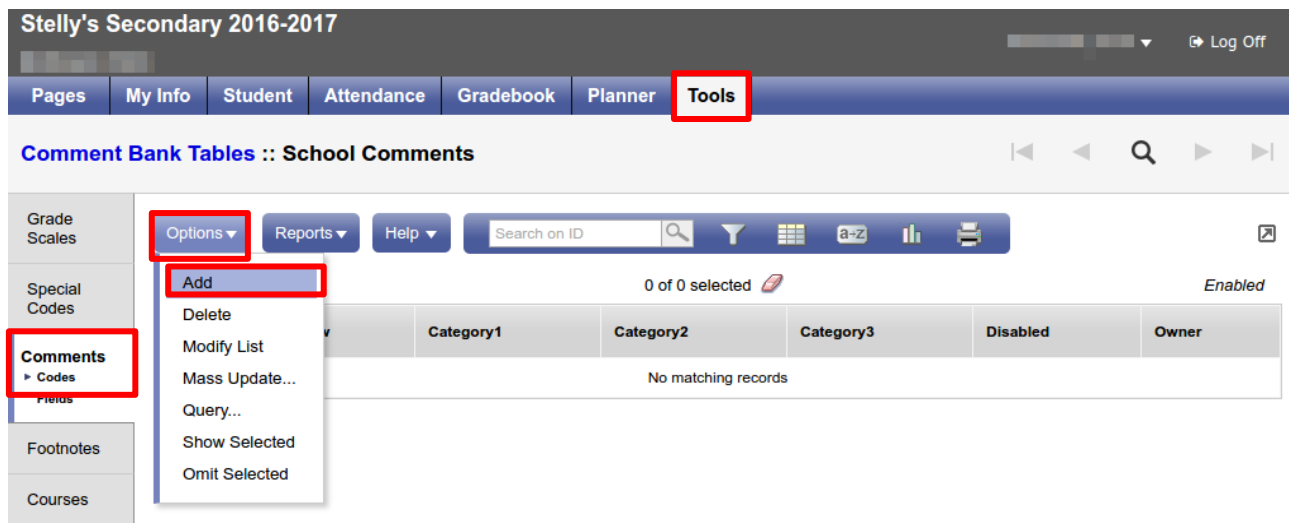 Stelly's Secondary 2016-2017
Log Off
Pages My Info Student Attendance Gradebook Planner Tools
Comment Bank Tables :: School Comments
Grade
Scales
Options Reports Help Search on ID a-z
Special
Codes
Add 0 of 0 selected Enabled
Delete
Category1 Category2 Category3 Disabled Owner
Comments
Codes
Fields
Modify List
Mass Update... No matching records
Query...
Footnotes
Show Selected
Omit Selected
Courses